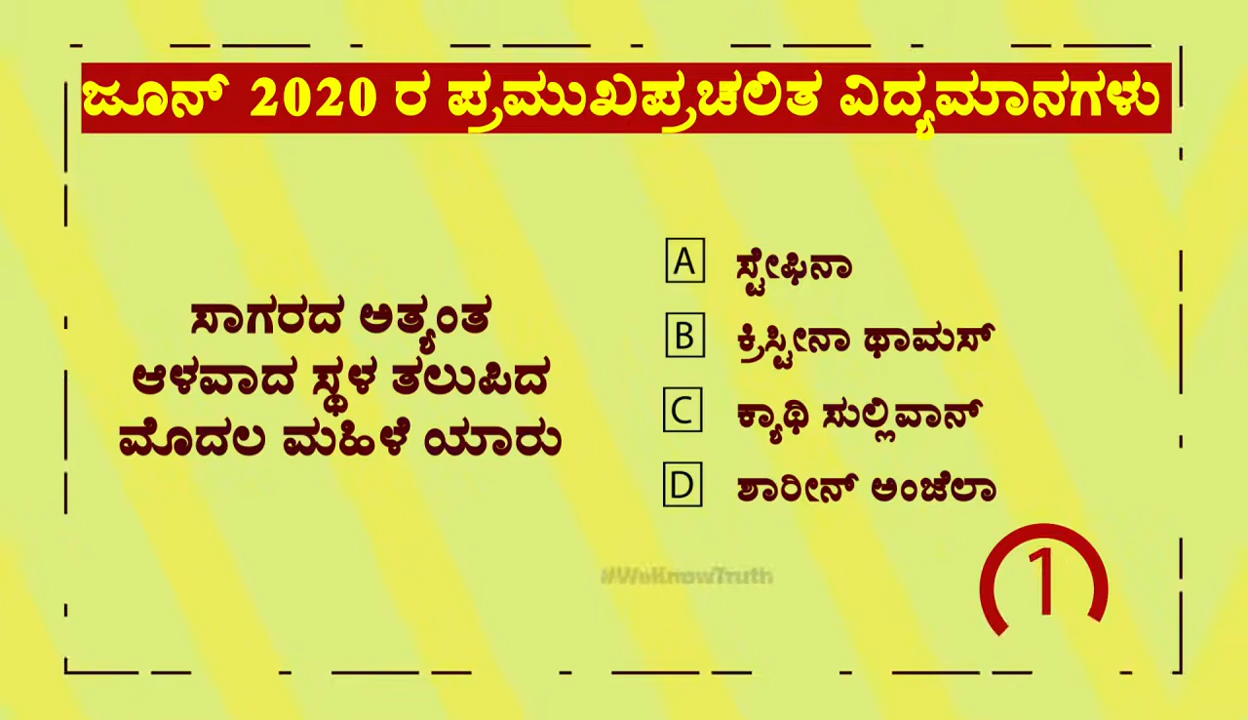 ಜೂನ್ 2020 ರ ಪ್ರಮುಖಪ್ರಚಲಿತ ವಿದ್ಯಮಾನಗಳು
ಸಾಗರದ ಅತ್ಯಂತ
ಆಳವಾದ ಸ್ಥಳ ತಲುಪಿದ
ಮೊದಲ ಮಹಿಳೆ ಯಾರು
A ಸ್ಟೇಫಿನಾ
B ಕ್ರಿಸ್ಟೀನಾ ಥಾಮಸ್
C ಕ್ಯಾಥಿ ಸುಲ್ಲಿವಾನ್
D ಶಾರೀನ್ ಅಂಜೆಲಾ
#WeKnowTruth
1